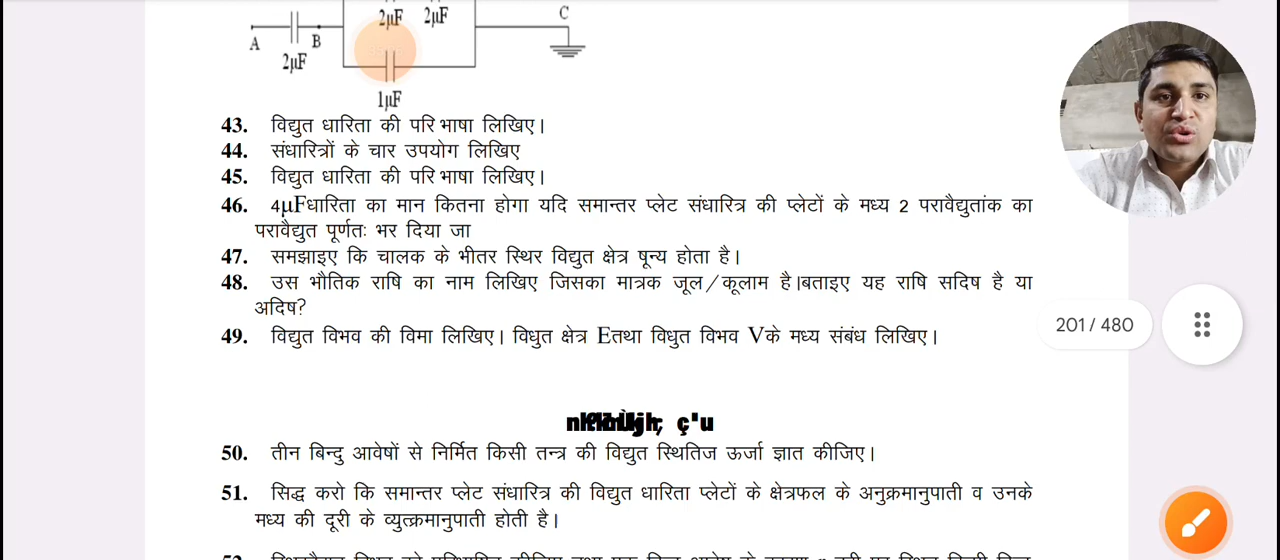 2μF 2μF
C
A
B
2μF
1μF
43. विद्युत धारिता की परि भाषा लिखिए।
44. संधारित्रों के चार उपयोग लिखिए
45. विद्युत धारिता की परि भाषा लिखिए।
46. 4μFधारिता का मान कितना होगा यदि समान्तर प्लेट संधारित्र की प्लेटों के मध्य 2 परावैद्युतांक का
परावैद्युत पूर्णतः भर दिया जा
47. समझाइए कि चालक के भीतर स्थिर विद्युत क्षेत्र षून्य होता है।
48. उस भौतिक राषि का नाम लिखिए जिसका मात्रक जूल/कूलाम है।बताइए यह राषि सदिष है या
अदिष?
201/480
49. विद्युत विभव की विमा लिखिए। विधुत क्षेत्र Eतथा विधुत विभव Vके मध्य संबंध लिखिए।
ç'u
50. तीन बिन्दु आवेषों से निर्मित किसी तन्त्र की विद्युत स्थितिज ऊर्जा ज्ञात कीजिए।
51. सिद्ध करो कि समान्तर प्लेट संधारित्र की विद्युत धारिता प्लेटों के क्षेत्रफल के अनुक्रमानुपाती व उनके
मध्य की दूरी के व्युत्क्रमानुपाती होती है।